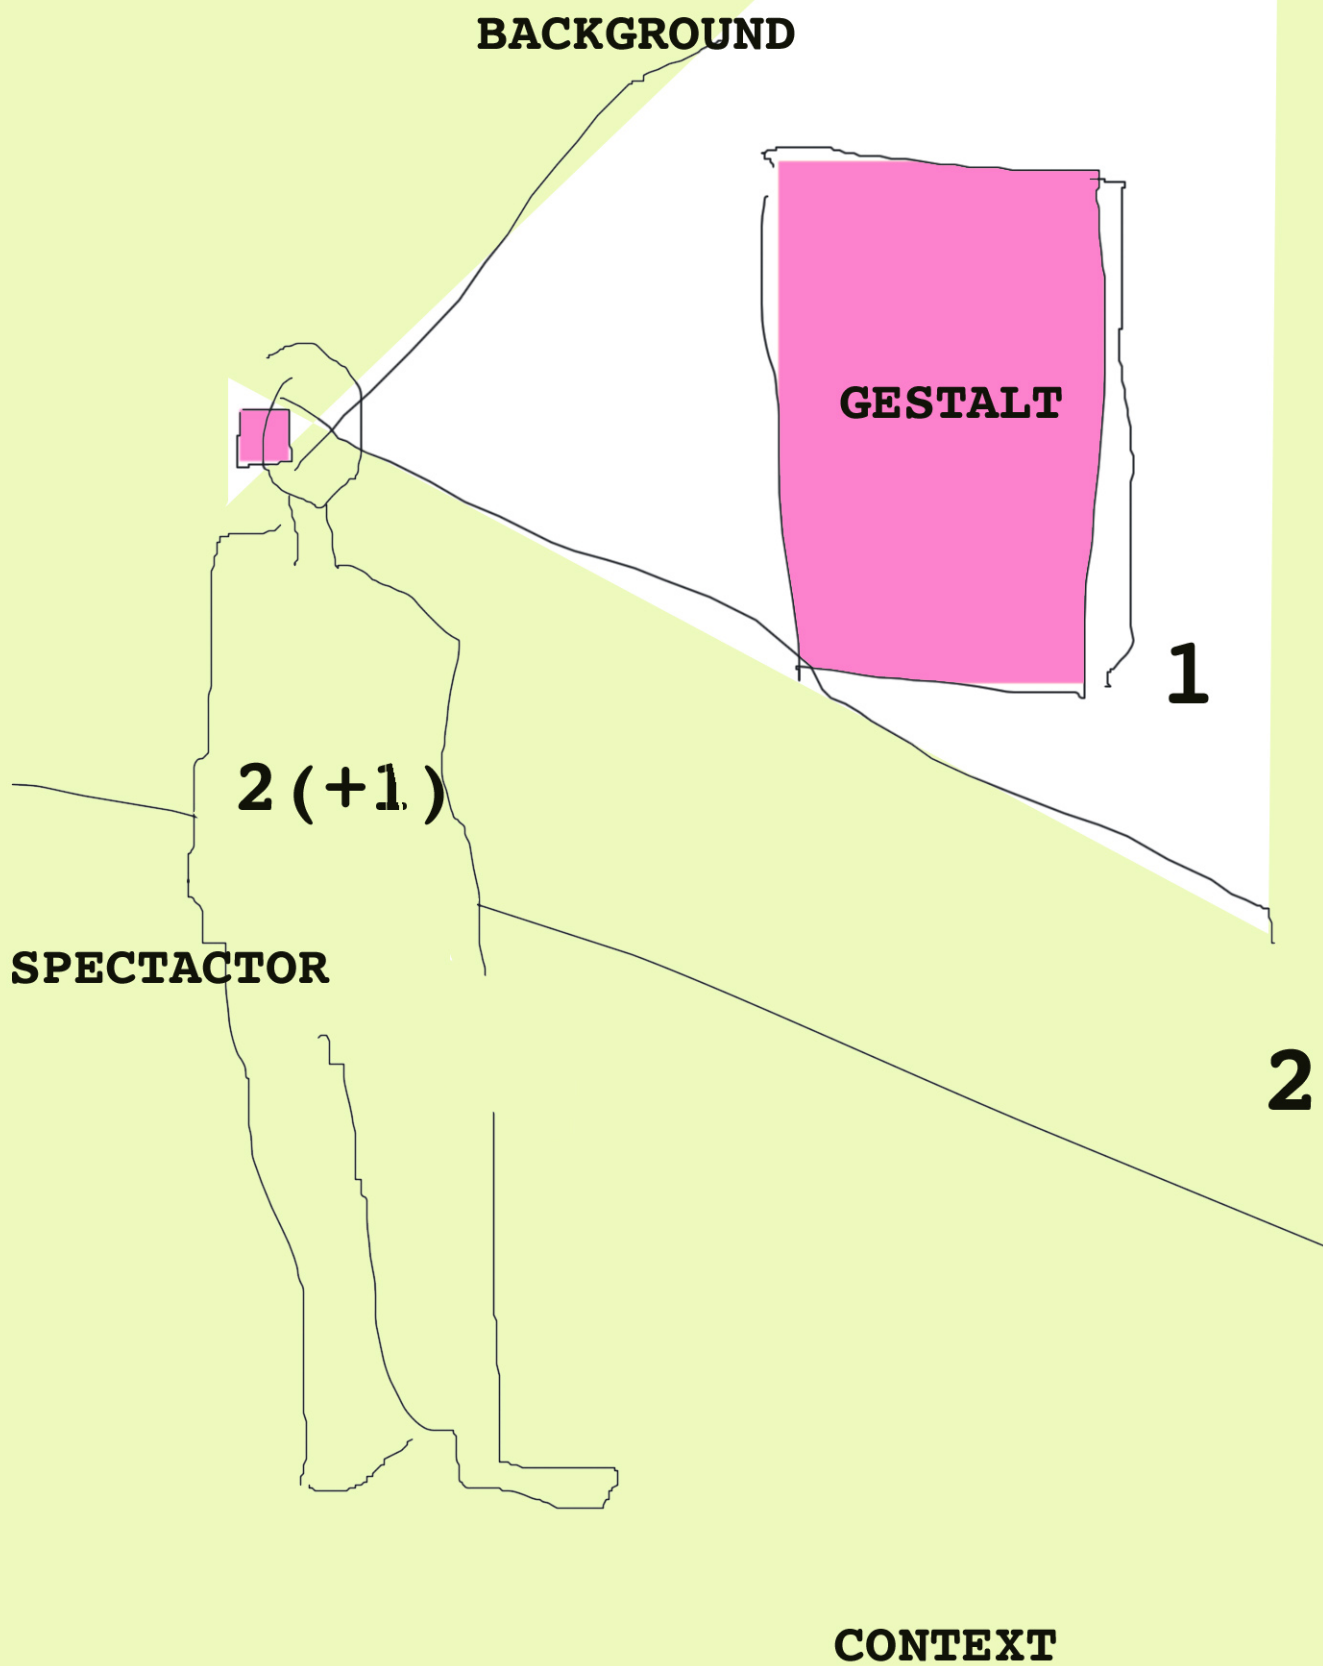 BACKGROUND
GESTALT
1
2(+1)
SPECTACTOR
2
CONTEXT